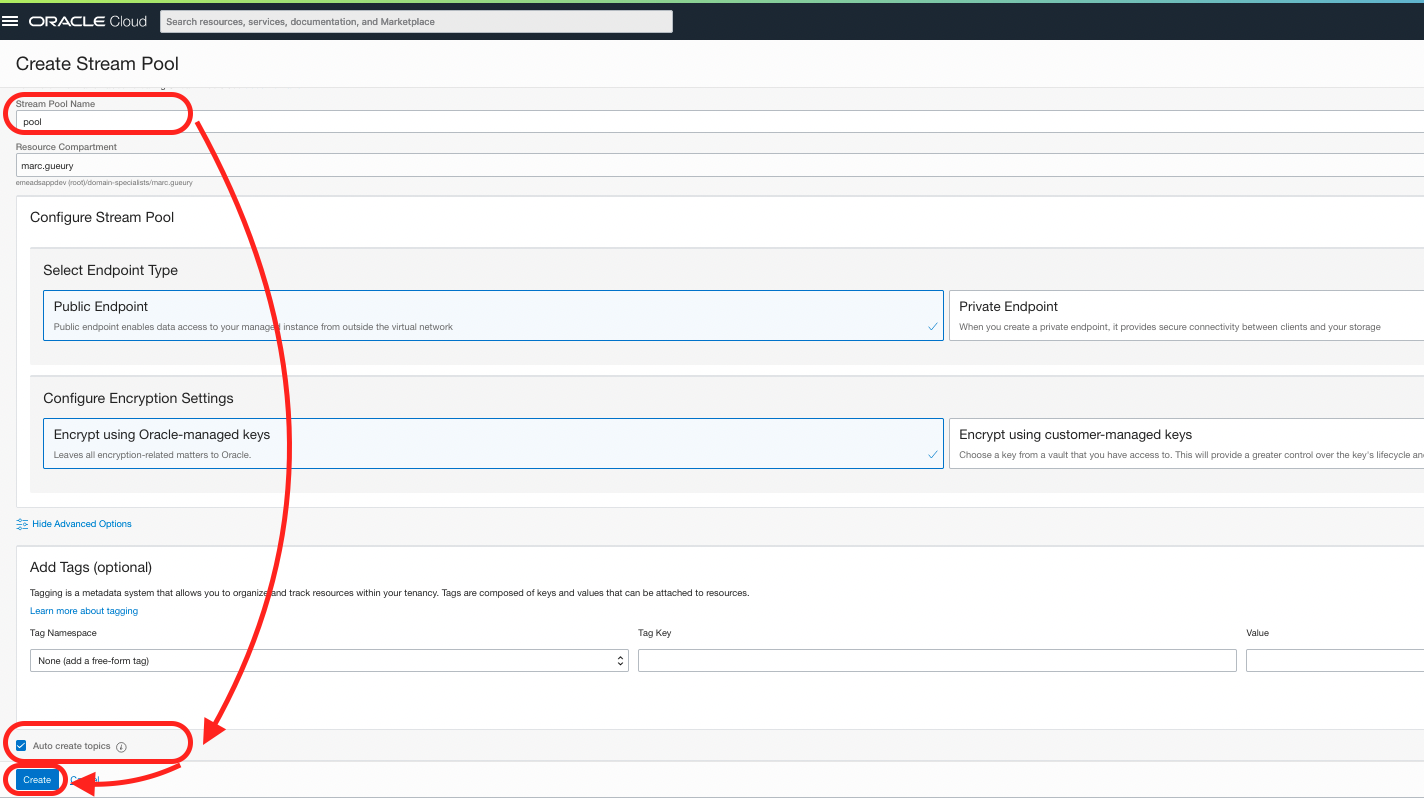 ORACLE Cloud
Search resources, services, documentation, and Marketplace
Create Stream Pool
Stream Pool Name
pool
Resource Compartment
marc.gueury
emeadsappdev (root)/domain-specialists/marc.gueury
Configure Stream Pool
Select Endpoint Type
Public Endpoint
Public endpoint enables data access to your managed instance from outside the virtual network
Private Endpoint
When you create a private endpoint, it provides secure connectivity between clients and your storage
Configure Encryption Settings
Encrypt using Oracle-managed keys
Leaves all encryption-related matters to Oracle.
Encrypt using customer-managed keys
Choose a key from a vault that you have access to. This will provide a greater control over the key's lifecycle
Hide Advanced Options
Add Tags (optional)
Tagging is a metadata system that allows you to organize and track resources within your tenancy. Tags are composed of keys and values that can be attached to resources.
Learn more about tagging
Tag Namespace
Tag Key
Value
None (add a free-form tag)
Auto create topics
Create
Cancel